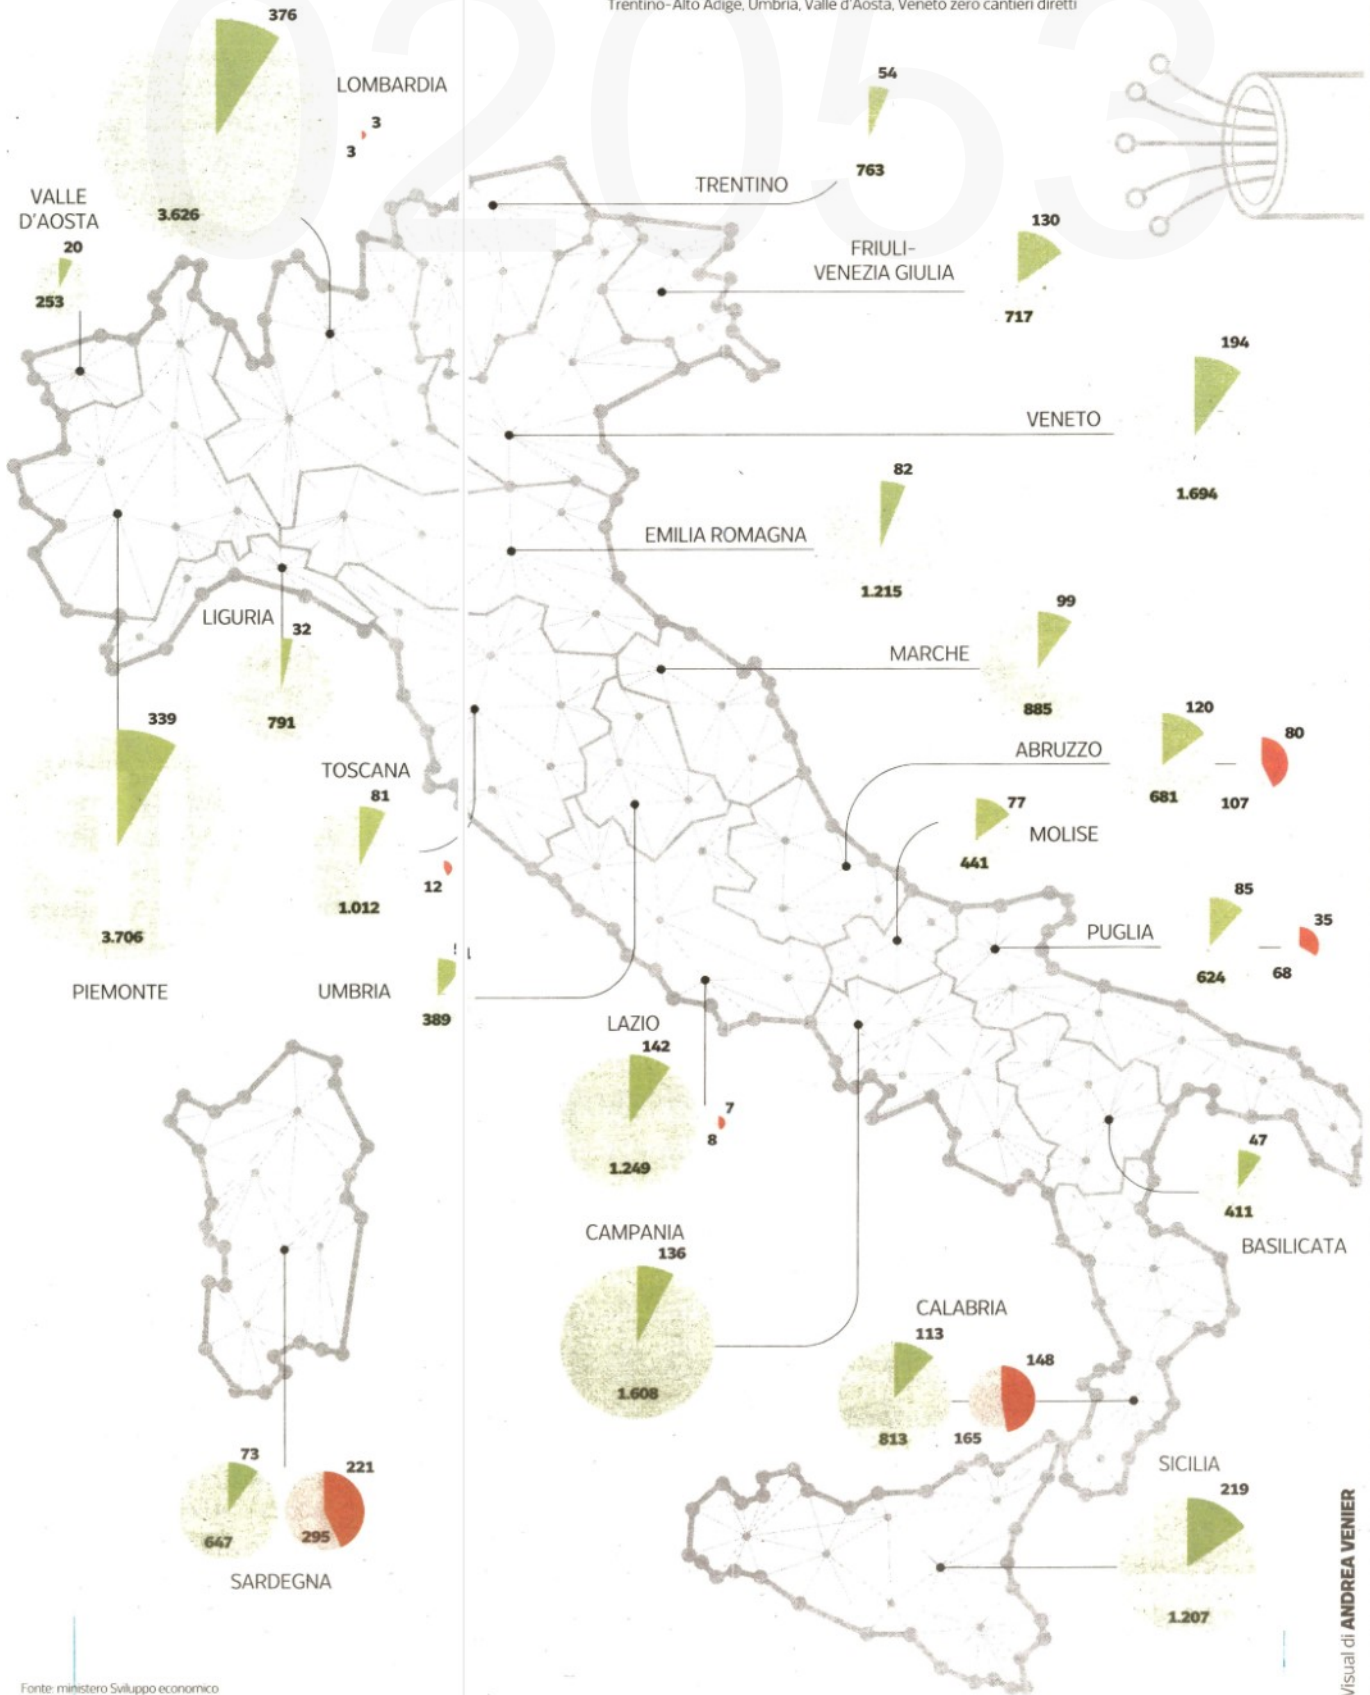 Trentino-Alto Adige, Umbria, Valle d'Aosta, Veneto zero cantieri diretti
02053
376
LOMBARDIA
3
3
3.626
VALLE
D'AOSTA
20
253
54
763
TRENTINO
130
FRIULI-
VENEZIA GIULIA
717
194
VENETO
1.694
82
EMILIA ROMAGNA
1.215
LIGURIA
32
791
99
MARCHE
885
339
3.706
PIEMONTE
TOSCANA
81
12
1.012
120
80
ABRUZZO
681
107
77
MOLISE
441
85
35
PUGLIA
624
68
UMBRIA
389
LAZIO
142
7
8
1.249
47
411
BASILICATA
CAMPANIA
136
1.608
CALABRIA
113
148
813
165
73
221
647
295
SARDEGNA
SICILIA
219
1.207
Visual di ANDREA VENIER
Fonte: ministero Sviluppo economico